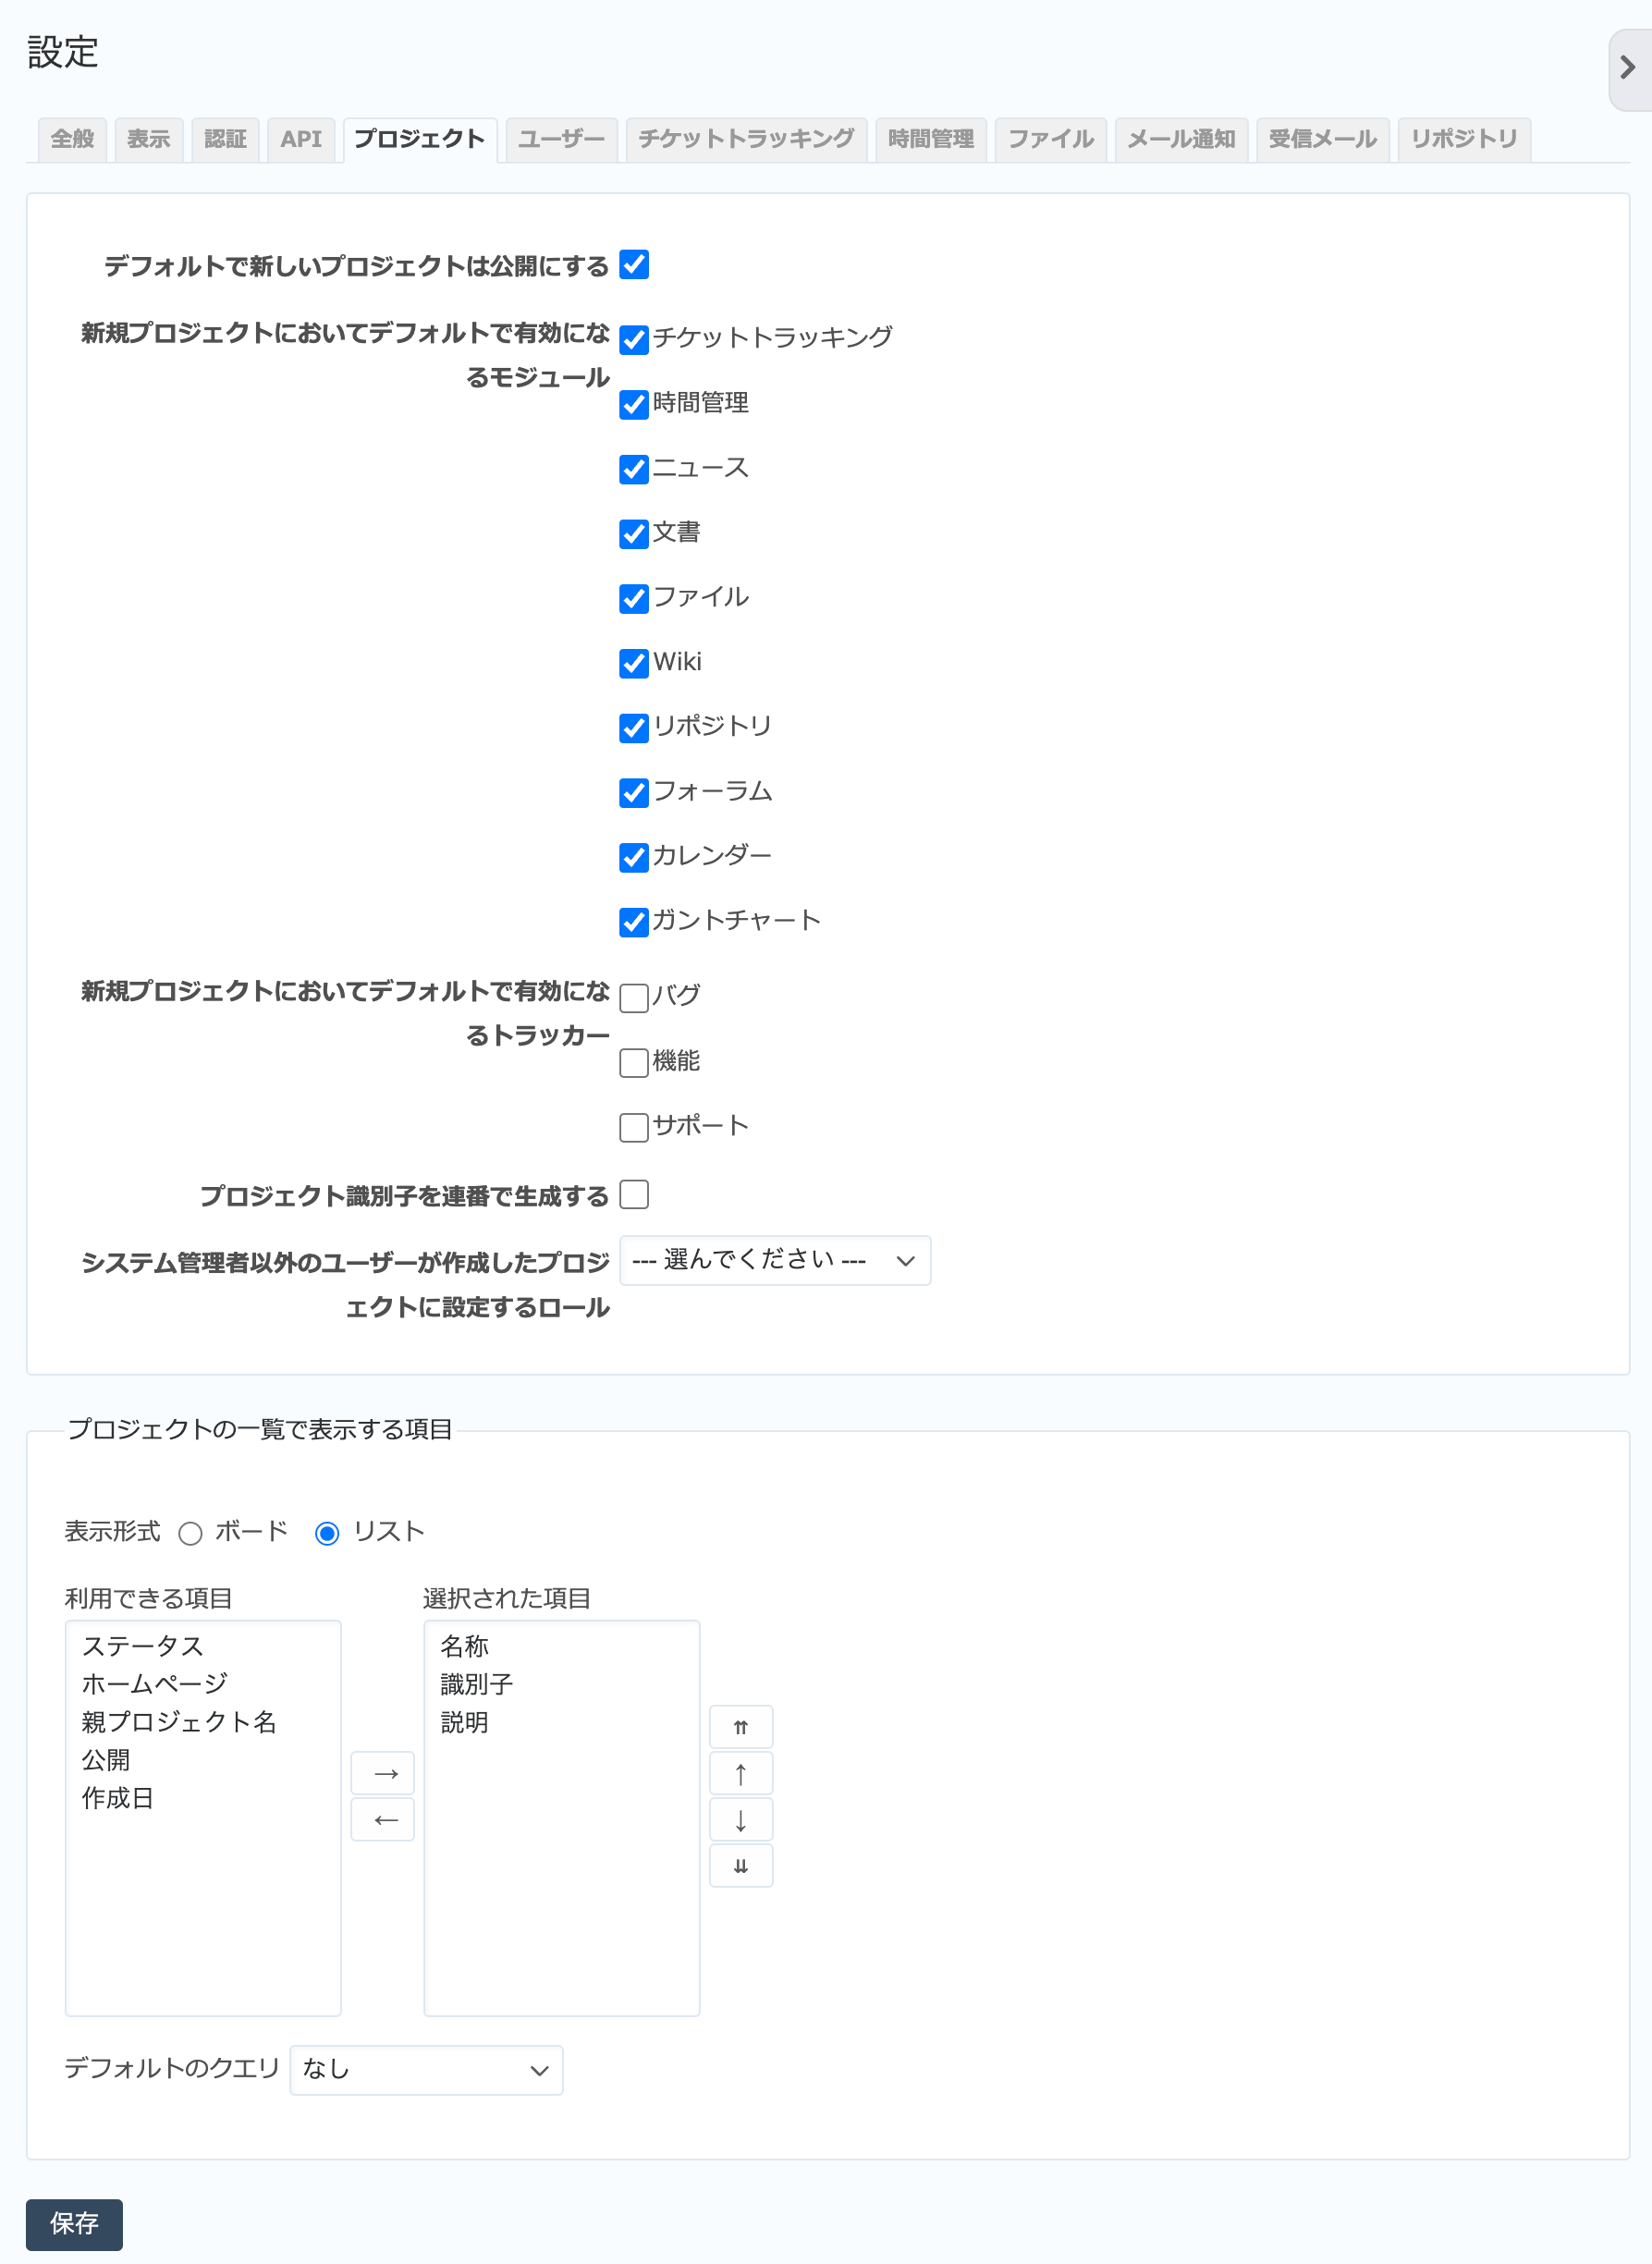 設定
全般 表示 認証 API プロジェクト ユーザー チケットトラッキング 時間管理 ファイル メール通知 受信メール リポジトリ
デフォルトで新しいプロジェクトは公開にする
新規プロジェクトにおいてデフォルトで有効にな
るモジュール
チケットトラッキング
時間管理
ニュース
文書
ファイル
Wiki
リポジトリ
フォーラム
カレンダー
ガントチャート
新規プロジェクトにおいてデフォルトで有効にな
るトラッカー
バグ
機能
サポート
プロジェクト識別子を連番で生成する
システム管理者以外のユーザーが作成したプロジ
ェクトに設定するロール
--- 選んでください ---
プロジェクトの一覧で表示する項目
表示形式 ボード リスト
利用できる項目
ステータス
ホームページ
親プロジェクト名
公開
作成日
→
←
選択された項目
名称
識別子
説明
⇈
↑
↓
⇊
デフォルトのクエリ なし
保存